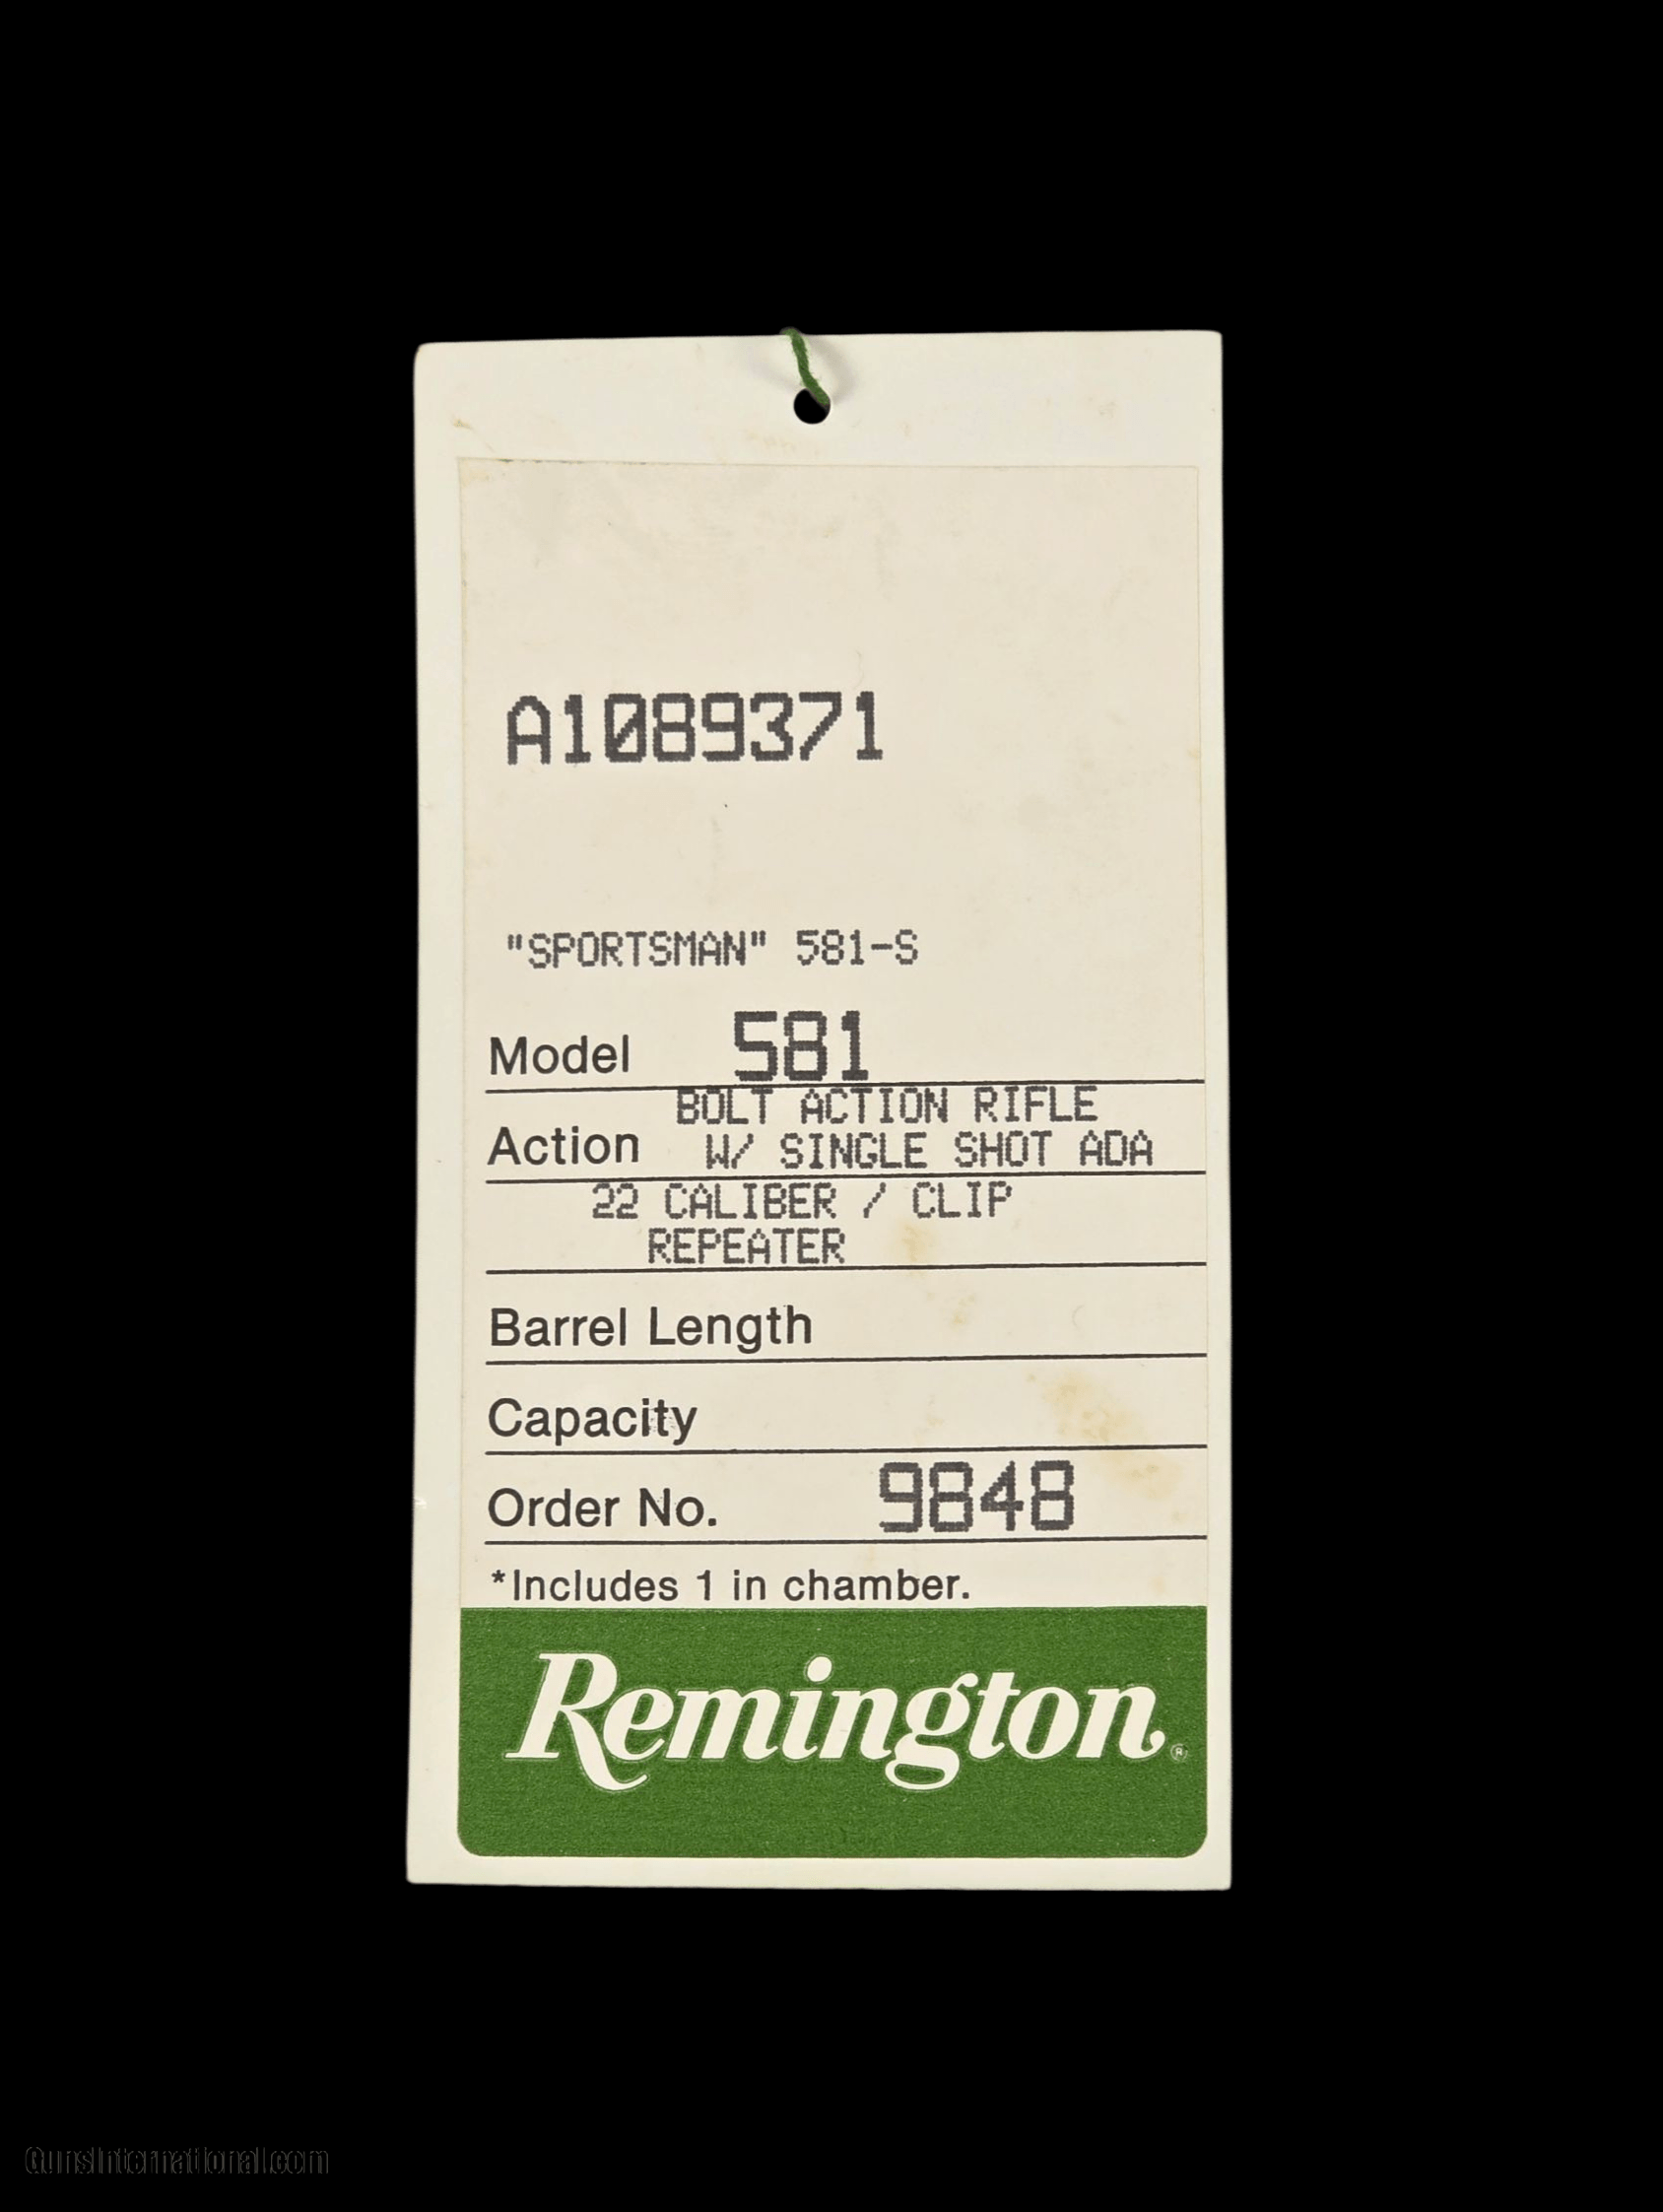 A1089371
"SPORTSMAN" 581-S
Model 581
BOLT ACTION RIFLE
Action W/ SINGLE SHOT ADA
22 CALIBER / CLIP
REPEATER
Barrel Length
Capacity
Order No. 9848
*Includes 1 in chamber.
Remington®
GunsInternational.com